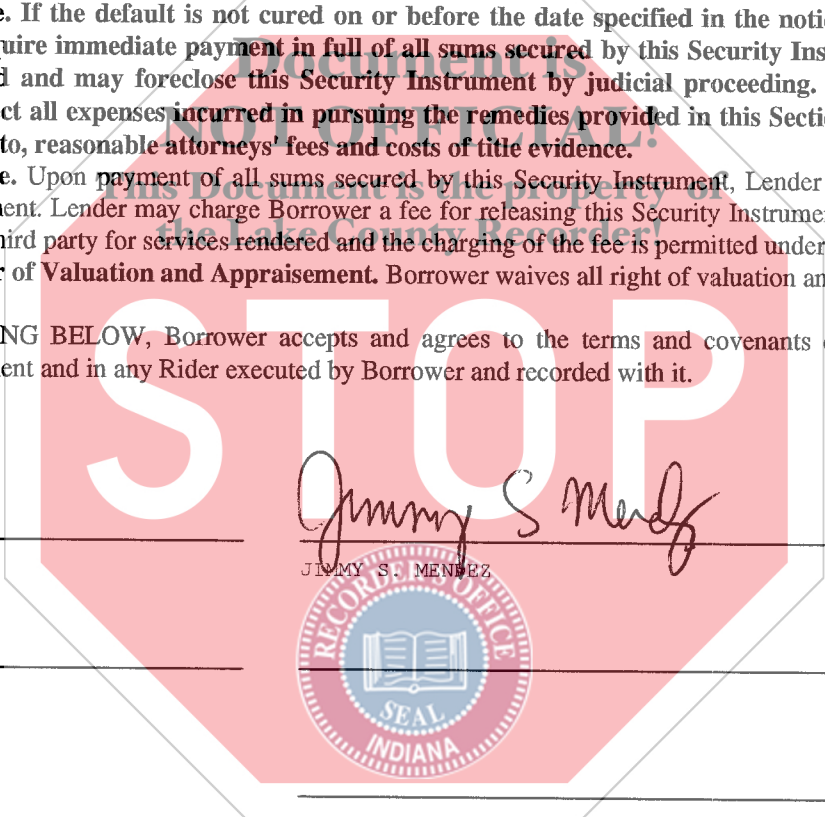 e. If the default is not cured on or before the date specified in the noti
uire immediate payment in full of all sums secured by this Security Ins
d and may foreclose this Security Instrument by judicial proceeding.
ct all expenses incurred in pursuing the remedies provided in this Secti
to, reasonable attorneys' fees and costs of title evidence.
e. Upon payment of all sums secured by this Security Instrument, Lender
ent. Lender may charge Borrower a fee for releasing this Security Instrume
hird party for services rendered and the charging of the fee is permitted under
r of Valuation and Appraisement. Borrower waives all right of valuation an
NG BELOW, Borrower accepts and agrees to the terms and covenants
ent and in any Rider executed by Borrower and recorded with it.
Document is
NOT OFFICIAL!
This Document is the property of
the Lake County Recorder!
STOP
Jimmy S Mendez
JIMMY S. MENDEZ
RECORDER'S OFFICE
SEAL
INDIANA